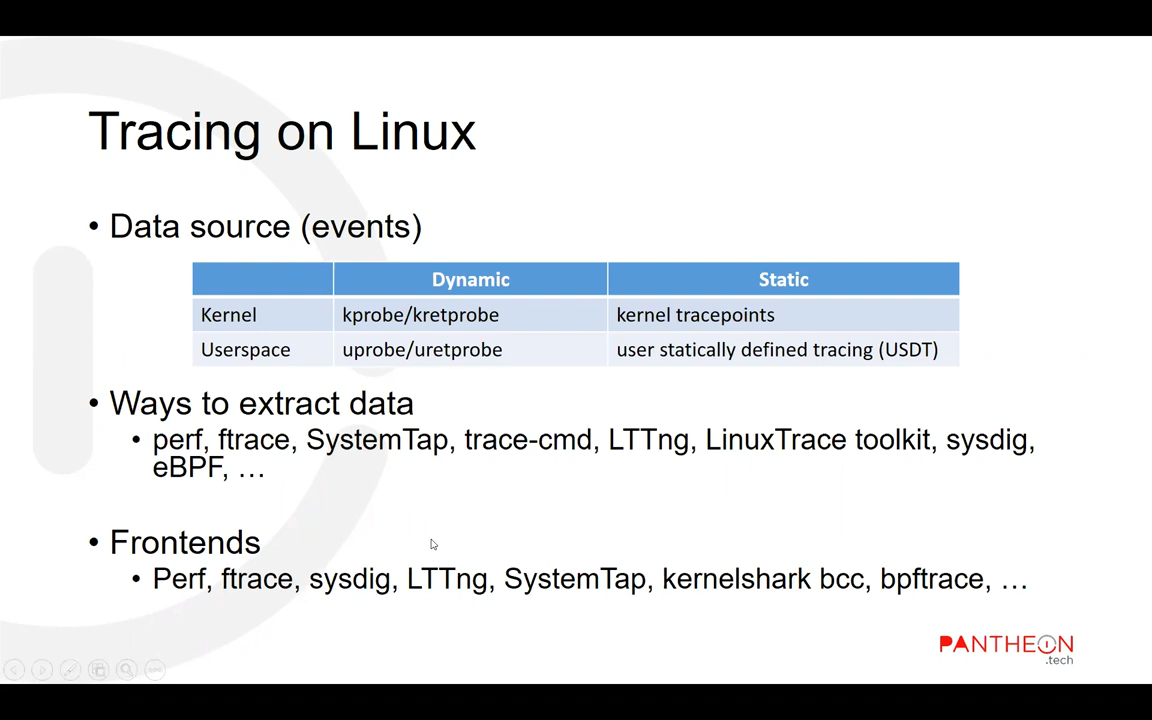 Tracing on Linux
• Data source (events)
Dynamic Static
Kernel kprobe/kretprobe kernel tracepoints
Userspace uprobe/uretprobe user statically defined tracing (USDT)
• Ways to extract data
• perf, ftrace, SystemTap, trace-cmd, LTTng, LinuxTrace toolkit, sysdig,
eBPF, …
• Frontends
• Perf, ftrace, sysdig, LTTng, SystemTap, kernelshark bcc, bpftrace, …
PANTHEON
.tech